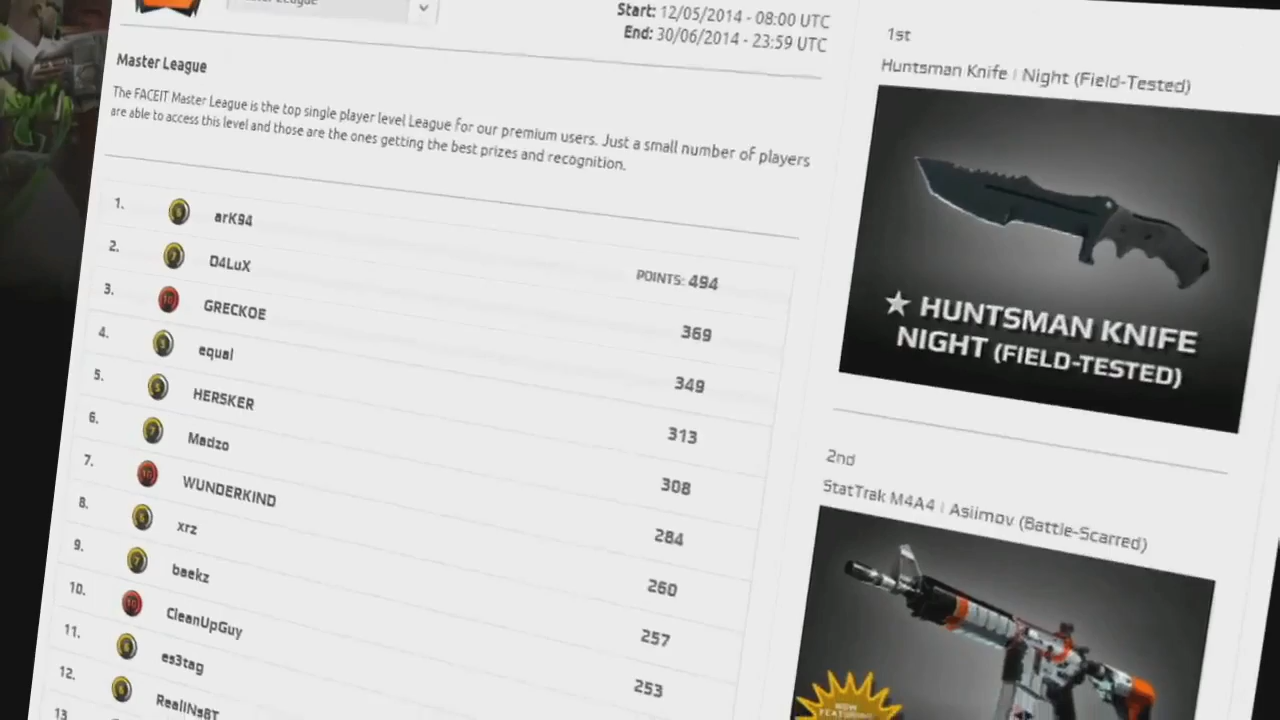 Start: 12/05/2014 - 08:00 UTC
End: 30/06/2014 - 23:59 UTC
Master League
The FACEIT Master League is the top single player level League for our premium users. Just a small number of players
are able to access this level and those are the ones getting the best prizes and recognition.
1. arK94 POINTS: 494
2. D4LuX 369
3. GRECKOE 349
4. equal 313
5. HERSKER 308
6. Madzo 284
7. WUNDERKIND 260
8. xrz 257
9. baekz 253
10. CleanUpGuy
11. es3tag
12. RealINsBT
13
1st
Huntsman Knife | Night (Field-Tested)
★ HUNTSMAN KNIFE
NIGHT (FIELD-TESTED)
2nd
StatTrak M4A4 | Asiimov (Battle-Scarred)
NOW
FEATURING